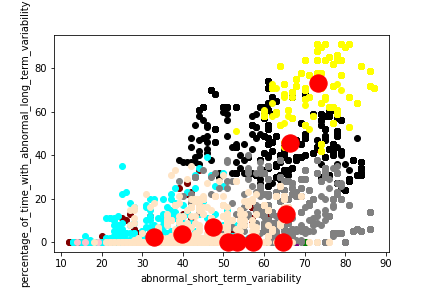 percentage_of_time_with_abnormal_long_term_variability
80
60
40
20
0
10 20 30 40 50 60 70 80 90
abnormal_short_term_variability